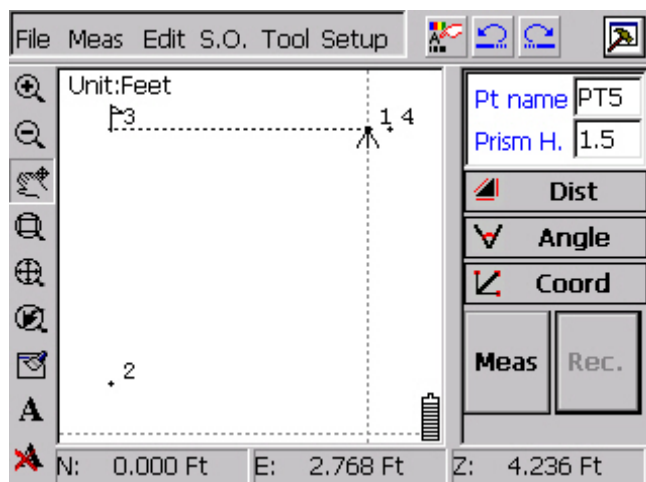 File Meas Edit S.O. Tool Setup
Unit:Feet
3
1 4
2
Pt name PT5
Prism H. 1.5
Dist
Angle
Coord
Meas Rec.
A
A
N: 0.000 Ft E: 2.768 Ft Z: 4.236 Ft